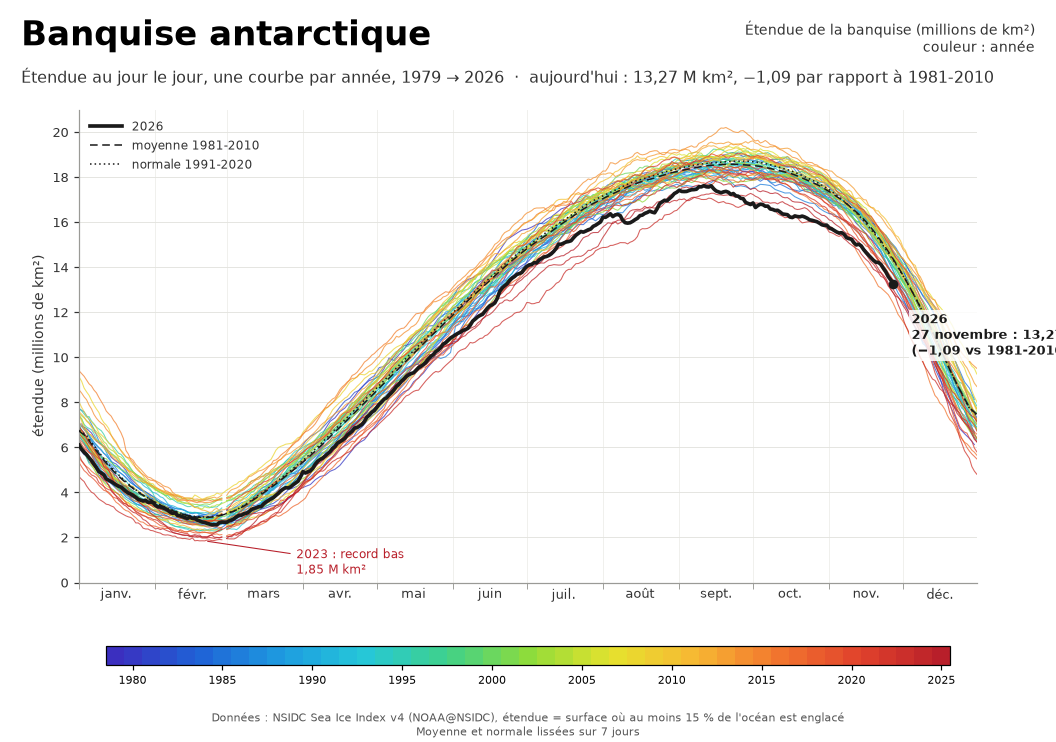 Banquise antarctique
Étendue de la banquise (millions de km²)
couleur : année
Étendue au jour le jour, une courbe par année, 1979 → 2026 · aujourd'hui : 13,27 M km², −1,09 par rapport à 1981-2010
2026
moyenne 1981-2010
normale 1991-2020
étendue (millions de km²)
20
18
16
14
12
10
8
6
4
2
0
2026
27 novembre : 13,27
(−1,09 vs 1981-2010
2023 : record bas
1,85 M km²
janv. févr. mars avr. mai juin juil. août sept. oct. nov. déc.
1980 1985 1990 1995 2000 2005 2010 2015 2020 2025
Données : NSIDC Sea Ice Index v4 (NOAA@NSIDC), étendue = surface où au moins 15 % de l'océan est englacé
Moyenne et normale lissées sur 7 jours